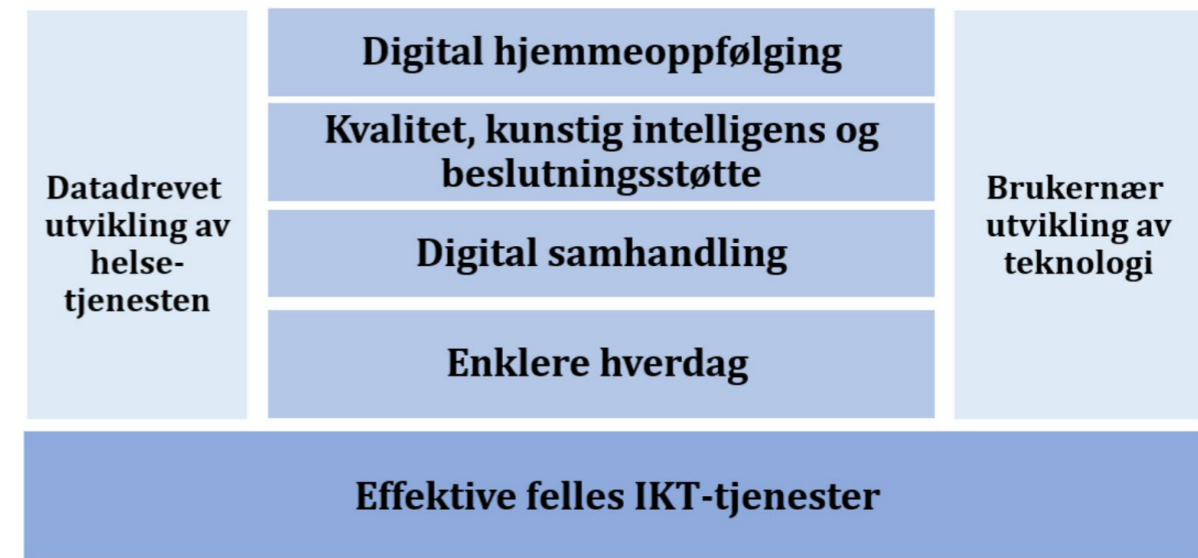 Datadrevet
utvikling av
helse-
tjenesten
Digital hjemmeoppfølging
Kvalitet, kunstig intelligens og
beslutningsstøtte
Digital samhandling
Enklere hverdag
Brukernær
utvikling av
teknologi
Effektive felles IKT-tjenester